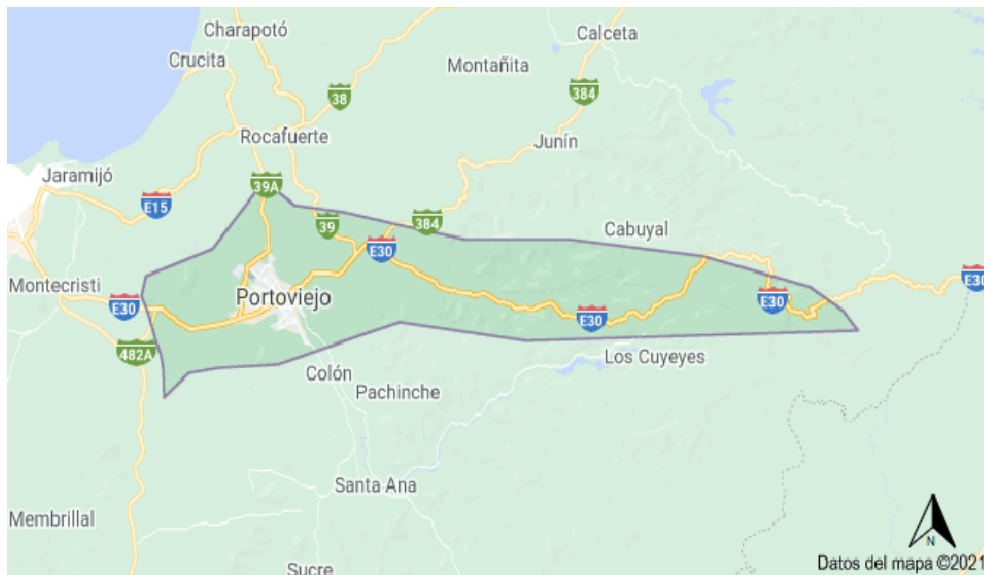 Charapotó
Calceta
Crucita
Montañita
38
384
Rocafuerte
Junín
Jaramijó
39A
E15
39
384
Cabuyal
E30
Montecristi
E30
Portoviejo
E30
E30
E30
482A
Los Cuyeyes
Colón
Pachinche
Santa Ana
Membrillal
Sucre
N
Datos del mapa ©2021